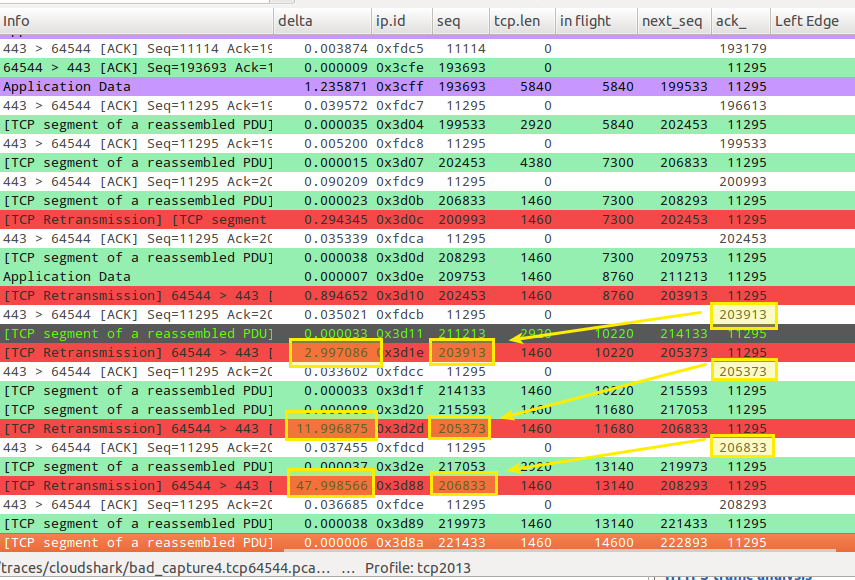 Info delta ip.id seq tcp.len in flight next_seq ack_ Left Edge
443 > 64544 [ACK] Seq=11114 Ack=19 0.003874 0xfdc5 11114 0 193179
64544 > 443 [ACK] Seq=193693 Ack=1 0.000009 0x3cfe 193693 0 11295
Application Data 1.235871 0x3cff 193693 5840 5840 199533 11295
443 > 64544 [ACK] Seq=11295 Ack=19 0.039572 0xfdc7 11295 0 196613
[TCP segment of a reassembled PDU] 0.000035 0x3d04 199533 2920 5840 202453 11295
443 > 64544 [ACK] Seq=11295 Ack=19 0.005200 0xfdc8 11295 0 199533
[TCP segment of a reassembled PDU] 0.000015 0x3d07 202453 4380 7300 206833 11295
443 > 64544 [ACK] Seq=11295 Ack=20 0.090209 0xfdc9 11295 0 200993
[TCP segment of a reassembled PDU] 0.000023 0x3d0b 206833 1460 7300 208293 11295
[TCP Retransmission] [TCP segment 0.294345 0x3d0c 200993 1460 7300 202453 11295
443 > 64544 [ACK] Seq=11295 Ack=20 0.035339 0xfdca 11295 0 202453
[TCP segment of a reassembled PDU] 0.000038 0x3d0d 208293 1460 7300 209753 11295
Application Data 0.000007 0x3d0e 209753 1460 8760 211213 11295
[TCP Retransmission] 64544 > 443 [ 0.894652 0x3d10 202453 1460 8760 203913 11295
443 > 64544 [ACK] Seq=11295 Ack=20 0.035021 0xfdcb 11295 0 203913
[TCP segment of a reassembled PDU] 0.000033 0x3d11 211213 2920 10220 214133 11295
[TCP Retransmission] 64544 > 443 [ 2.997086 0x3d1e 203913 1460 10220 205373 11295
443 > 64544 [ACK] Seq=11295 Ack=20 0.033602 0xfdcc 11295 0 205373
[TCP segment of a reassembled PDU] 0.000033 0x3d1f 214133 1460 10220 215593 11295
[TCP segment of a reassembled PDU] 0.000008 0x3d20 215593 1460 11680 217053 11295
[TCP Retransmission] 64544 > 443 [ 11.996875 0x3d2d 205373 1460 11680 206833 11295
443 > 64544 [ACK] Seq=11295 Ack=20 0.037455 0xfdcd 11295 0 206833
[TCP segment of a reassembled PDU] 0.000037 0x3d2e 217053 2920 13140 219973 11295
[TCP Retransmission] 64544 > 443 [ 47.998566 0x3d88 206833 1460 13140 208293 11295
443 > 64544 [ACK] Seq=11295 Ack=20 0.036685 0xfdce 11295 0 208293
[TCP segment of a reassembled PDU] 0.000038 0x3d89 219973 1460 13140 221433 11295
[TCP segment of a reassembled PDU] 0.000006 0x3d8a 221433 1460 14600 222893 11295
/traces/cloudshark/bad_capture4.tcp64544.pca... ... Profile: tcp2013